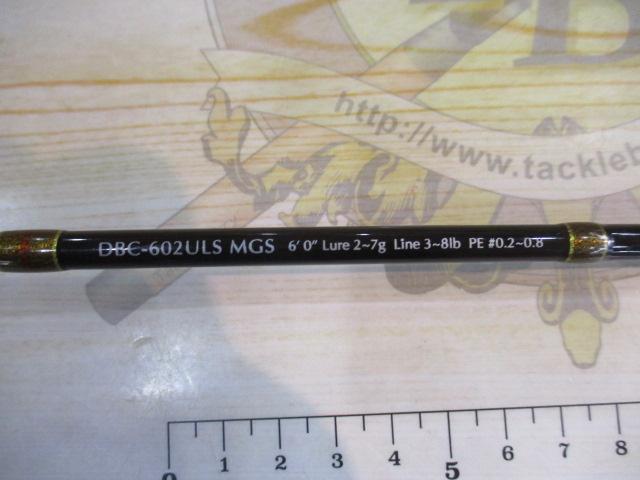 B
http://www.tackleb
DBC-602ULS MGS 6' 0" Lure 2~7g Line 3~8lb PE #0.2~0.8
0 1 2 3 4 5 6 7 8